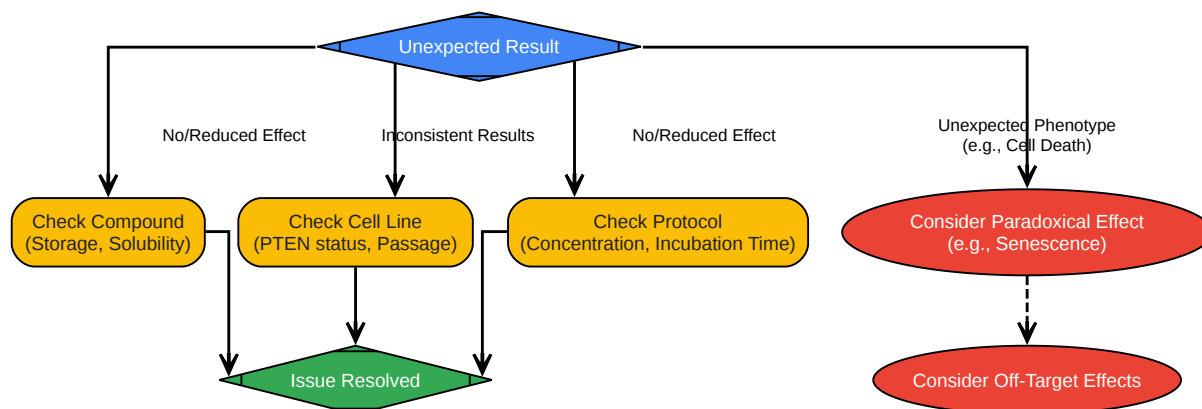 Unexpected Result
No/Reduced Effect
Inconsistent Results
No/Reduced Effect
Unexpected Phenotype
(e.g., Cell Death)
Check Compound
(Storage, Solubility)
Check Cell Line
(PTEN status, Passage)
Check Protocol
(Concentration, Incubation Time)
Consider Paradoxical Effect
(e.g., Senescence)
Issue Resolved
Consider Off-Target Effects